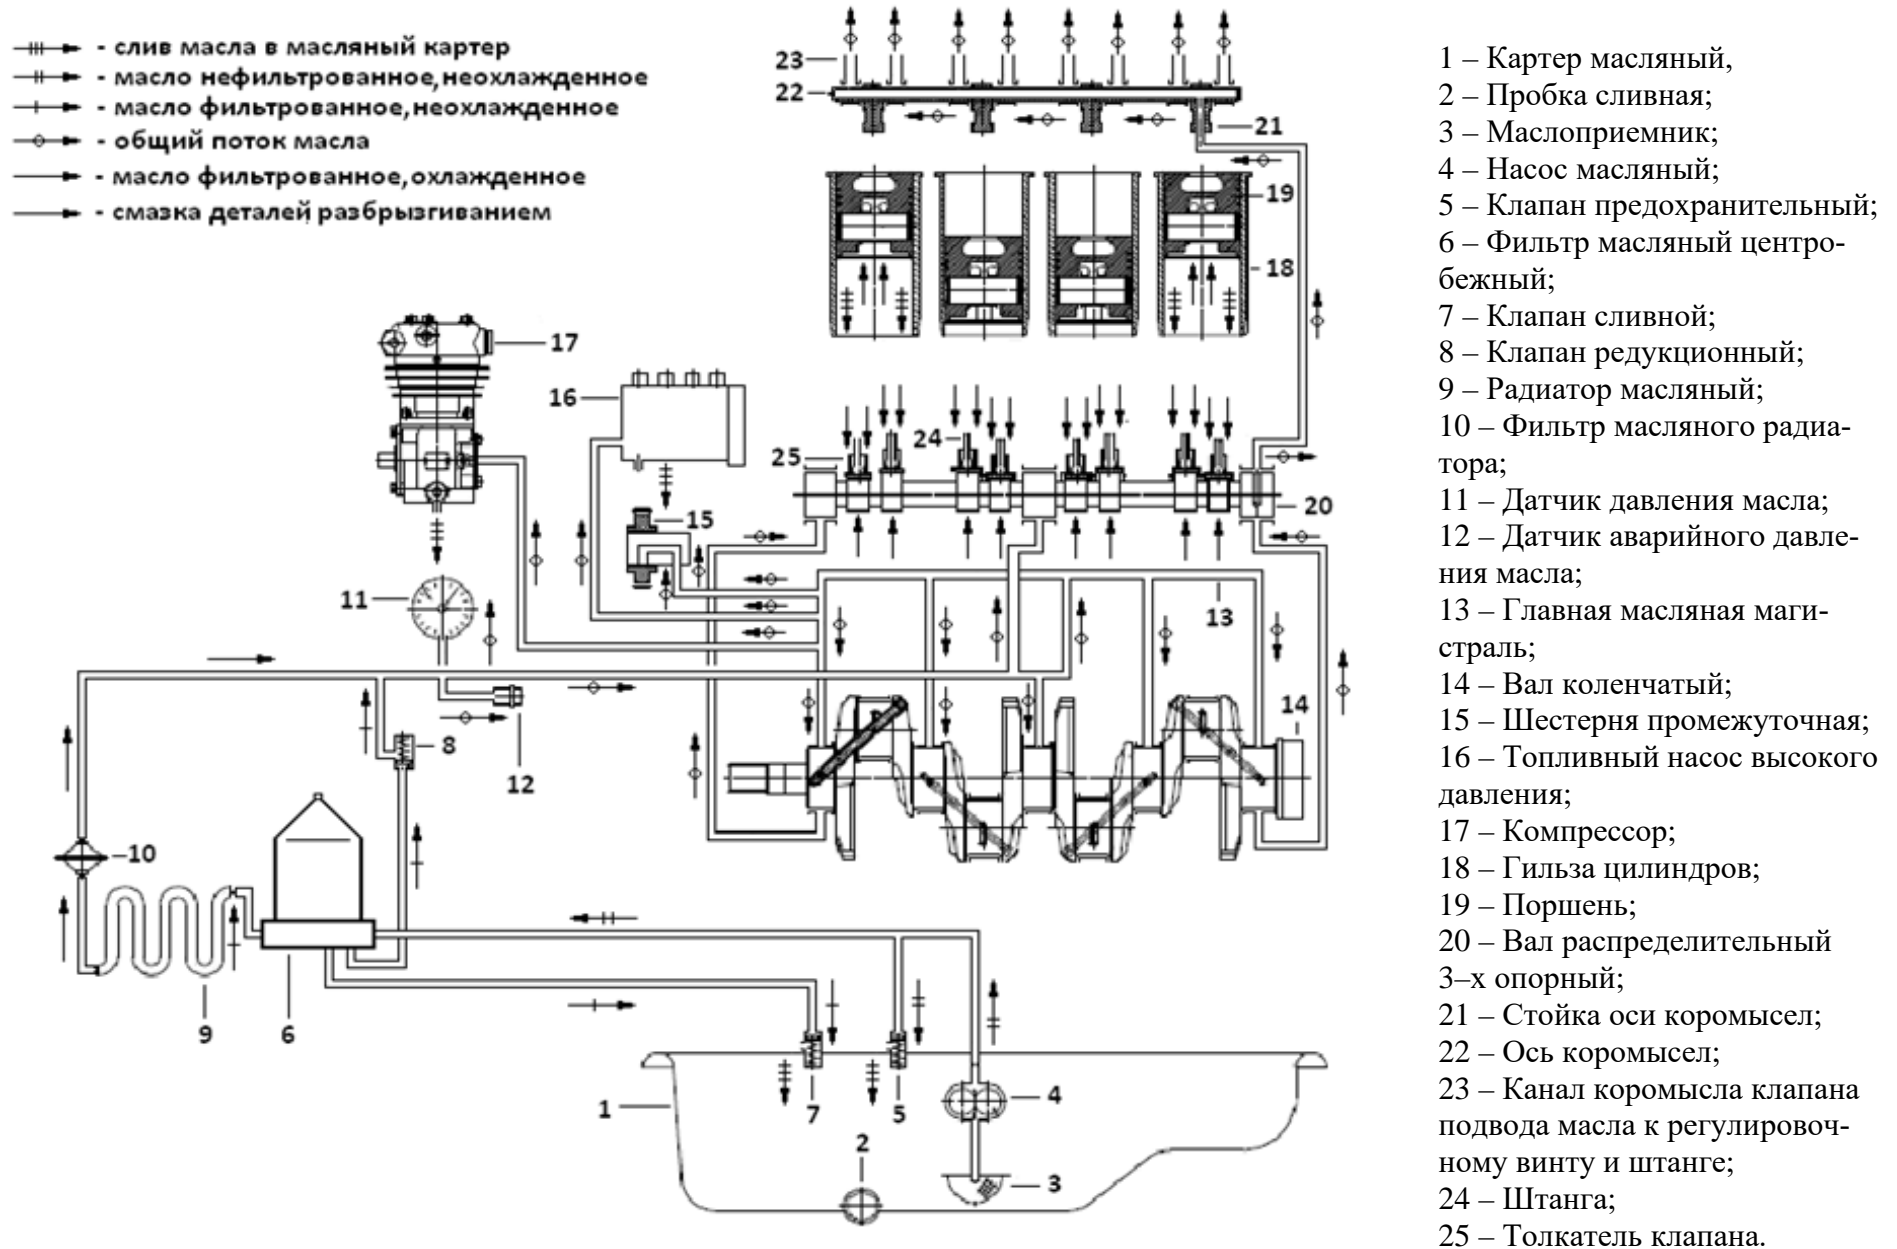 - слив масла в масляный картер
- масло нефильтрованное, неохлажденное
- масло фильтрованное, неохлажденное
- общий поток масла
- масло фильтрованное, охлажденное
- смазка деталей разбрызгиванием
23
22
21
19
18
17
16
24
25
15
20
11
13
14
8
12
10
9
6
7
5
4
1
2
3
1 – Картер масляный,
2 – Пробка сливная;
3 – Маслоприемник;
4 – Насос масляный;
5 – Клапан предохранительный;
6 – Фильтр масляный центро-
бежный;
7 – Клапан сливной;
8 – Клапан редукционный;
9 – Радиатор масляный;
10 – Фильтр масляного радиа-
тора;
11 – Датчик давления масла;
12 – Датчик аварийного давле-
ния масла;
13 – Главная масляная маги-
страль;
14 – Вал коленчатый;
15 – Шестерня промежуточная;
16 – Топливный насос высокого
давления;
17 – Компрессор;
18 – Гильза цилиндров;
19 – Поршень;
20 – Вал распределительный
3–х опорный;
21 – Стойка оси коромысел;
22 – Ось коромысел;
23 – Канал коромысла клапана
подвода масла к регулировоч-
ному винту и штанге;
24 – Штанга;
25 – Толкатель клапана.